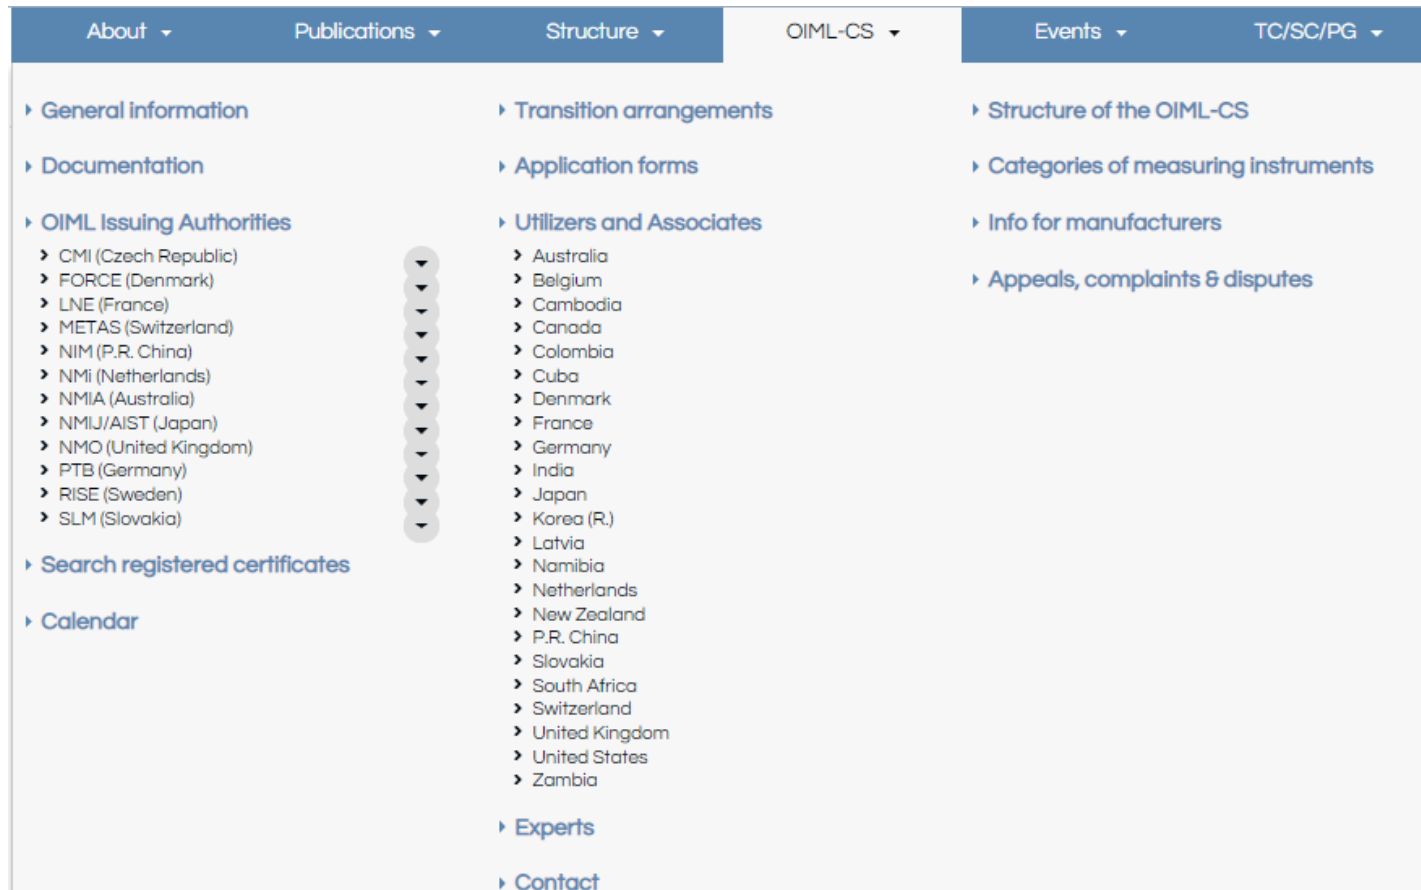 About
Publications
Structure
OIML-CS
Events
TC/SC/PG
General information
Documentation
OIML Issuing Authorities
CMI (Czech Republic)
FORCE (Denmark)
LNE (France)
METAS (Switzerland)
NIM (P.R. China)
NMi (Netherlands)
NMIA (Australia)
NMIJ/AIST (Japan)
NMO (United Kingdom)
PTB (Germany)
RISE (Sweden)
SLM (Slovakia)
Search registered certificates
Calendar
Transition arrangements
Application forms
Utilizers and Associates
Australia
Belgium
Cambodia
Canada
Colombia
Cuba
Denmark
France
Germany
India
Japan
Korea (R.)
Latvia
Namibia
Netherlands
New Zealand
P.R. China
Slovakia
South Africa
Switzerland
United Kingdom
United States
Zambia
Experts
Contact
Structure of the OIML-CS
Categories of measuring instruments
Info for manufacturers
Appeals, complaints & disputes